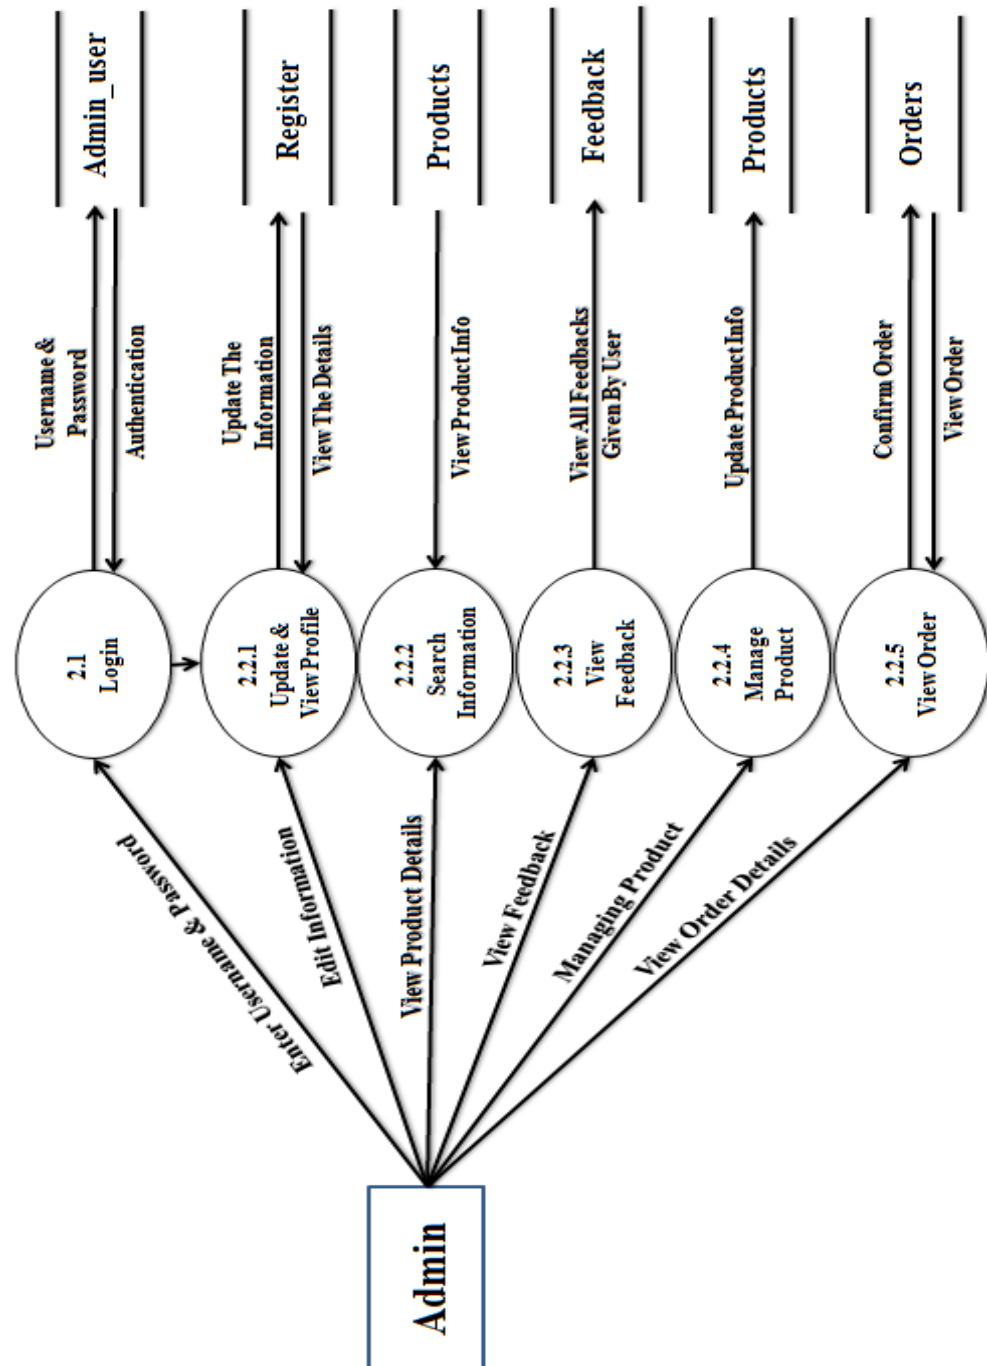 Admin
Enter Username & Password
Edit Information
View Product Details
View Feedback
Managing Product
View Order Details
2.1
Login
2.2.1
Update &
View Profile
2.2.2
Search
Information
2.2.3
View
Feedback
2.2.4
Manage
Product
2.2.5
View Order
Username &
Password
Authentication
Update The
Information
View The Details
View Product Info
View All Feedbacks
Given By User
Update Product Info
Confirm Order
View Order
Admin_user
Register
Products
Feedback
Products
Orders